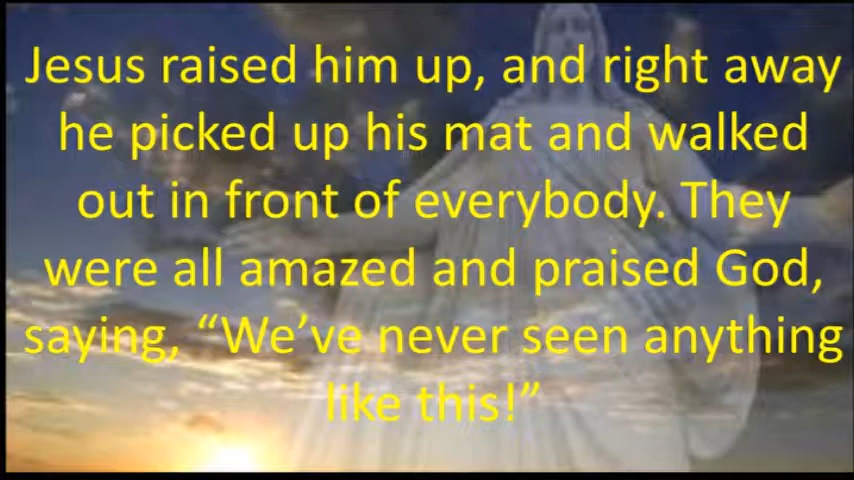 Jesus raised him up, and right away
he picked up his mat and walked
out in front of everybody. They
were all amazed and praised God,
saying, “We’ve never seen anything
like this!”